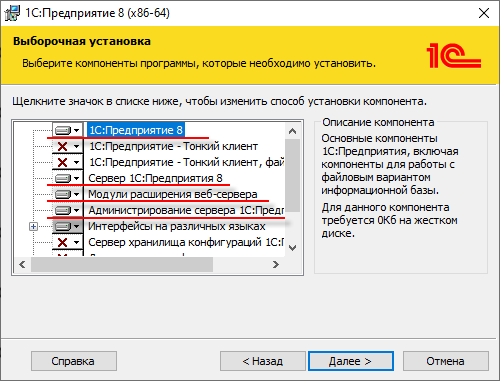 1С:Предприятие 8 (x86-64)
Выборочная установка
Выберите компоненты программы, которые необходимо установить.
1С
Щелкните значок в списке ниже, чтобы изменить способ установки компонента.
1С:Предприятие 8
1С:Предприятие - Тонкий клиент
1С:Предприятие - Тонкий клиент, фай
Сервер 1С:Предприятия 8
Модули расширения веб-сервера
Администрирование сервера 1С:Пред
Интерфейсы на различных языках
Сервер хранилища конфигураций 1С:П
Описание компонента
Основные компоненты
1С:Предприятия, включая
компоненты для работы с
файловым вариантом
информационной базы.
Для данного компонента
требуется 0Кб на жестком
диске.
Справка
< Назад
Далее >
Отмена